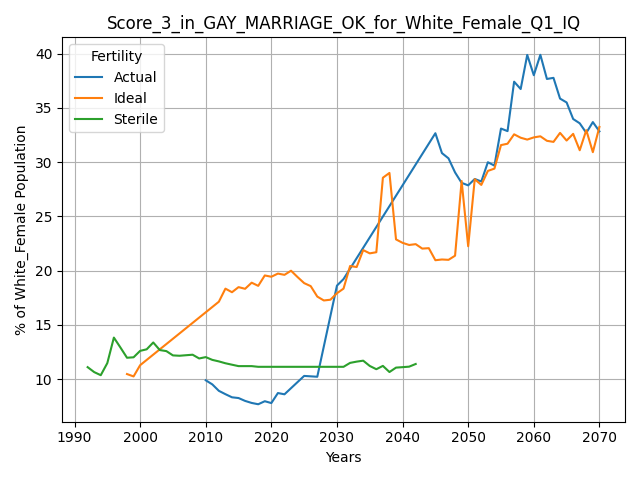 Score_3_in_GAY_MARRIAGE_OK_for_White_Female_Q1_IQ
Fertility
Actual
Ideal
Sterile
% of White_Female Population
40
35
30
25
20
15
10
1990
2000
2010
2020
2030
2040
2050
2060
2070
Years